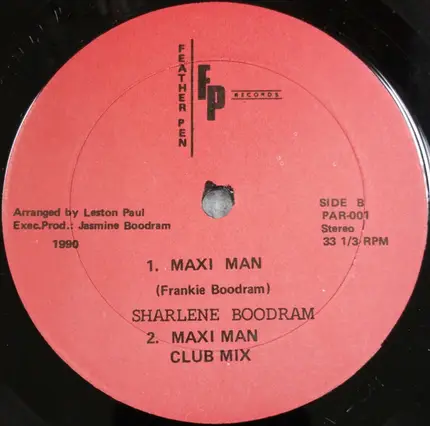 FEATHER PEN
FP
RECORDS
Arranged by Leston Paul
Exec.Prod.: Jasmine Boodram
1990
SIDE B
PAR-001
Stereo
33 1/3 RPM
1. MAXI MAN
(Frankie Boodram)
SHARLENE BOODRAM
2. MAXI MAN
CLUB MIX